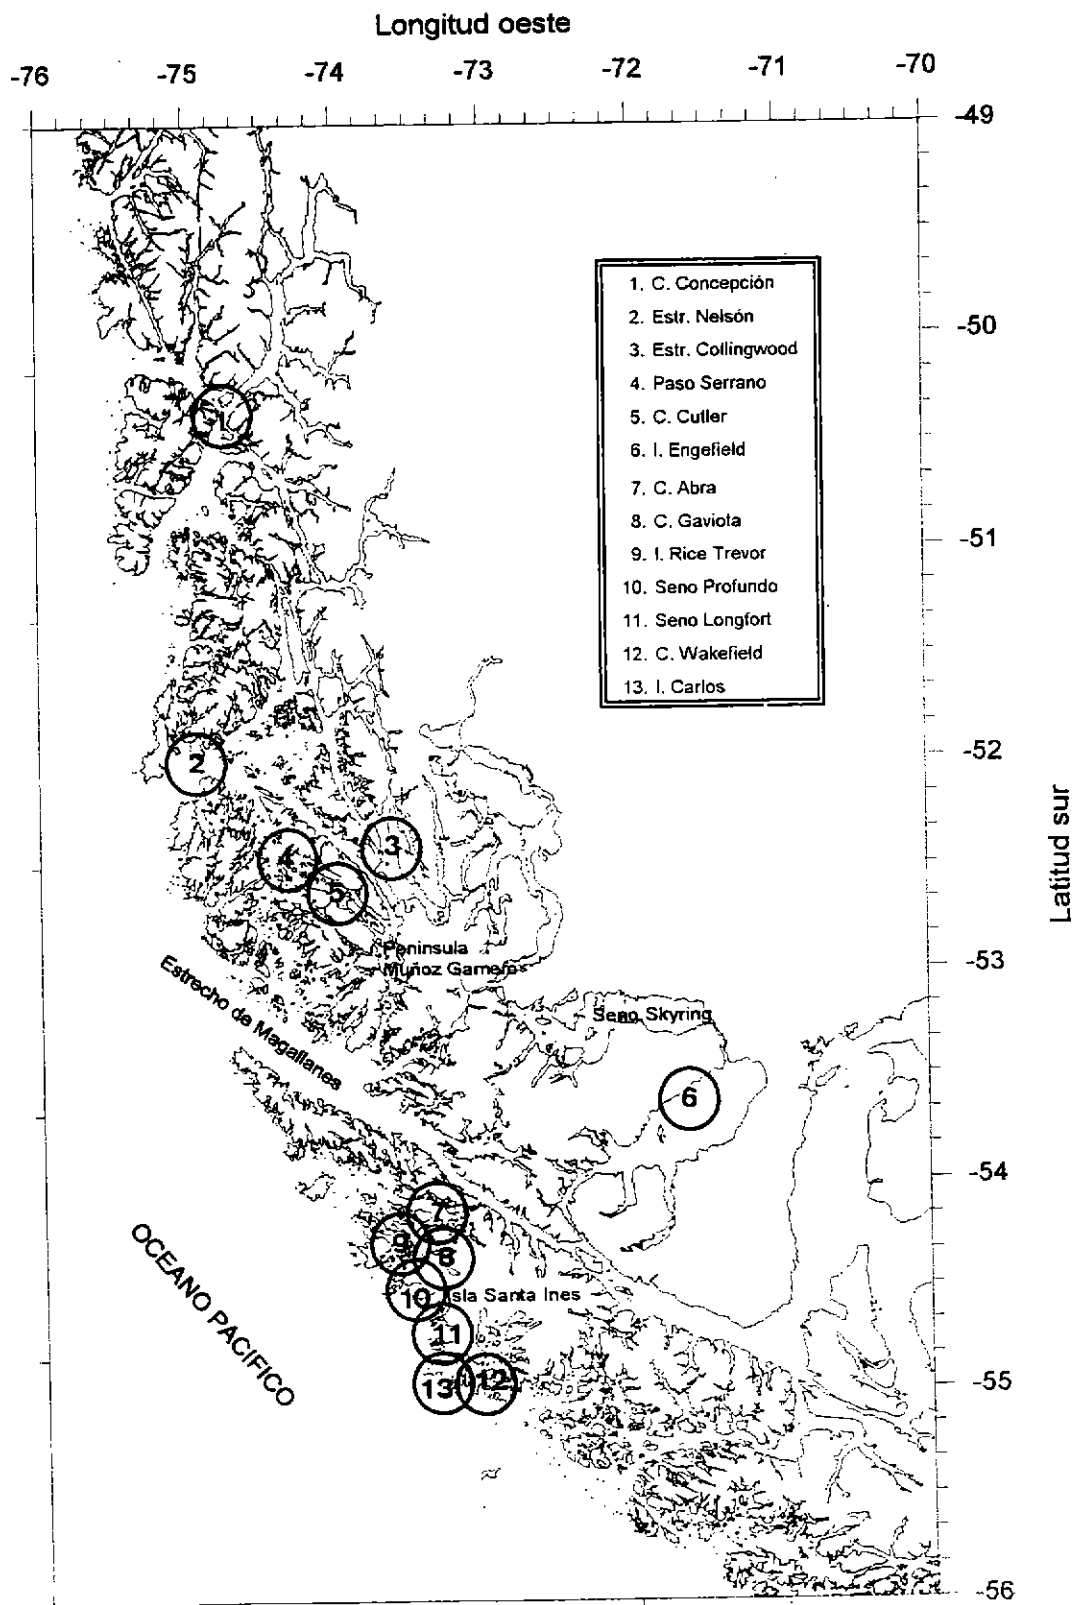 Longitud oeste
-76 -75 -74 -73 -72 -71 -70
-49
1. C. Concepción
2. Estr. Nelsón
3. Estr. Collingwood
4. Paso Serrano
5. C. Cutler
6. I. Engefield
7. C. Abra
8. C. Gaviota
9. I. Rice Trevor
10. Seno Profundo
11. Seno Longfort
12. C. Wakefield
13. I. Carlos
-50
1
-51
-52
2
3
4
5
Latitud sur
Peninsula
Muñoz Gamero
-53
Estrecho de Magallanes
Seno Skyring
6
-54
7
9
8
10
Isla Santa Ines
11
OCEANO PACIFICO
13
12
-55
-56